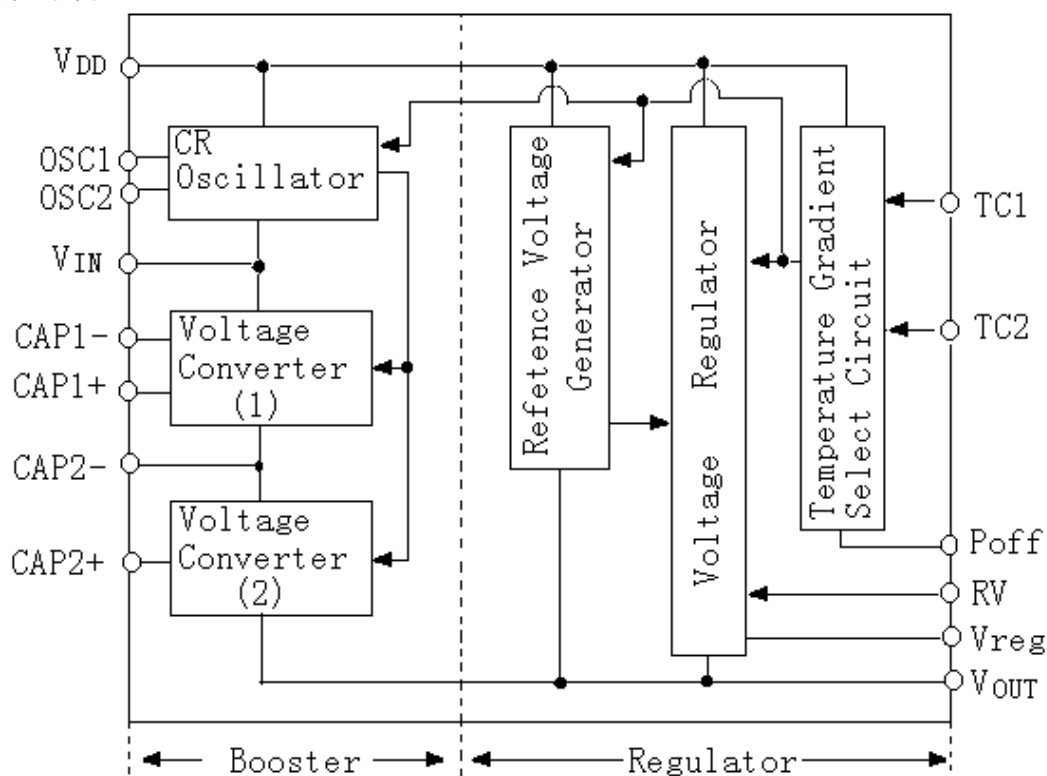 VDD
OSC1
OSC2
VIN
CAP1-
CAP1+
CAP2-
CAP2+
CR
Oscillator
Voltage
Converter
(1)
Voltage
Converter
(2)
Refetence Voltage
Generator
Voltage Regulator
Temperature Gradient
Select Circuit
TC1
TC2
Poff
RV
Vreg
VOUT
Booster
Regulator